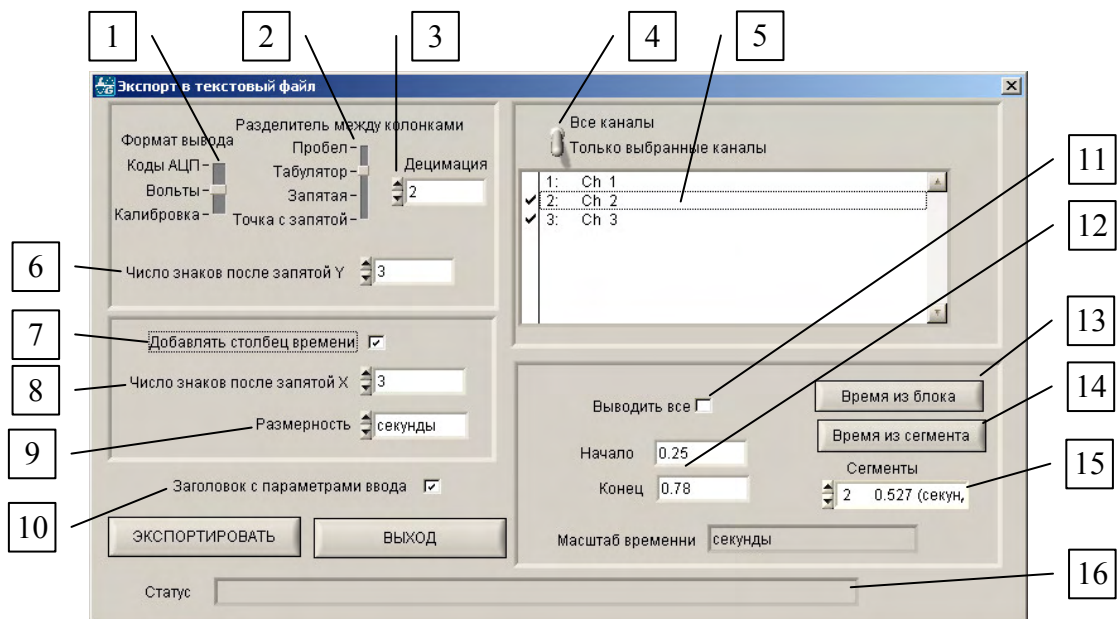 1
2
3
4
5
Экспорт в текстовый файл
Формат вывода
Коды АЦП
Вольты
Калибровка
Разделитель между колонками
Пробел
Табулятор
Запятая
Точка с запятой
Децимация
2
Все каналы
Только выбранные каналы
1: Ch 1
2: Ch 2
3: Ch 3
11
12
6
Число знаков после запятой Y 3
7
Добавлять столбец времени
8
Число знаков после запятой X 3
9
Размерность секунды
10
Заголовок с параметрами ввода
ЭКСПОРТИРОВАТЬ
ВЫХОД
13
14
15
Выводить все
Время из блока
Время из сегмента
Начало 0.25
Конец 0.78
Сегменты
2 0.527 (секун,
Масштаб временни секунды
16
Статус